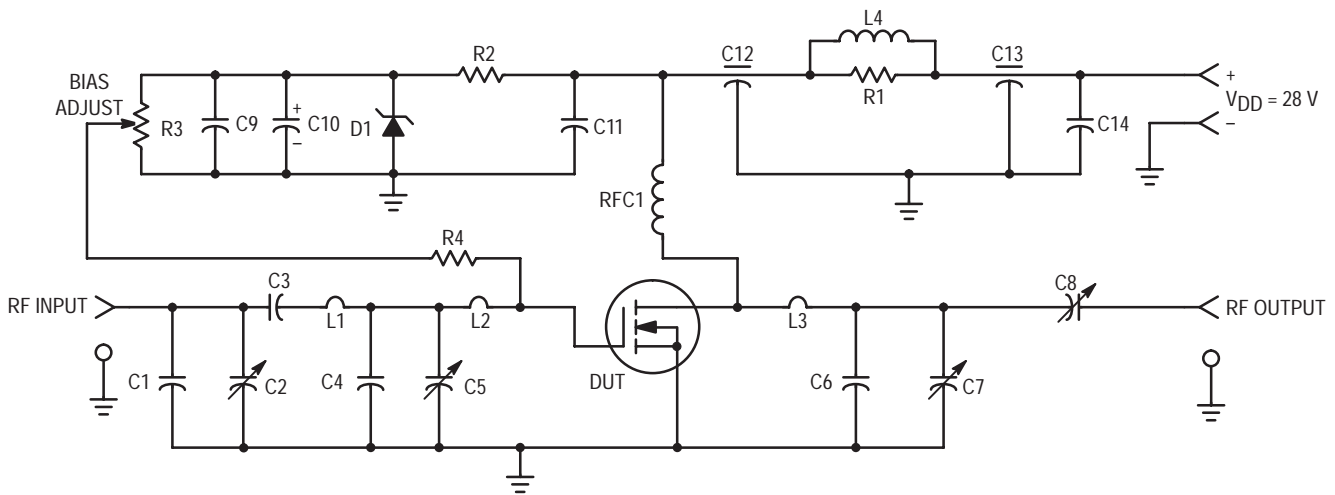 L4
R2
C12
C13
BIAS
ADJUST
R3
C9
+
C10
–
D1
C11
R1
C14
+
VDD = 28 V
–
RFC1
R4
C3
C8
RF INPUT
L1
L2
L3
RF OUTPUT
C1
C2
C4
C5
DUT
C6
C7